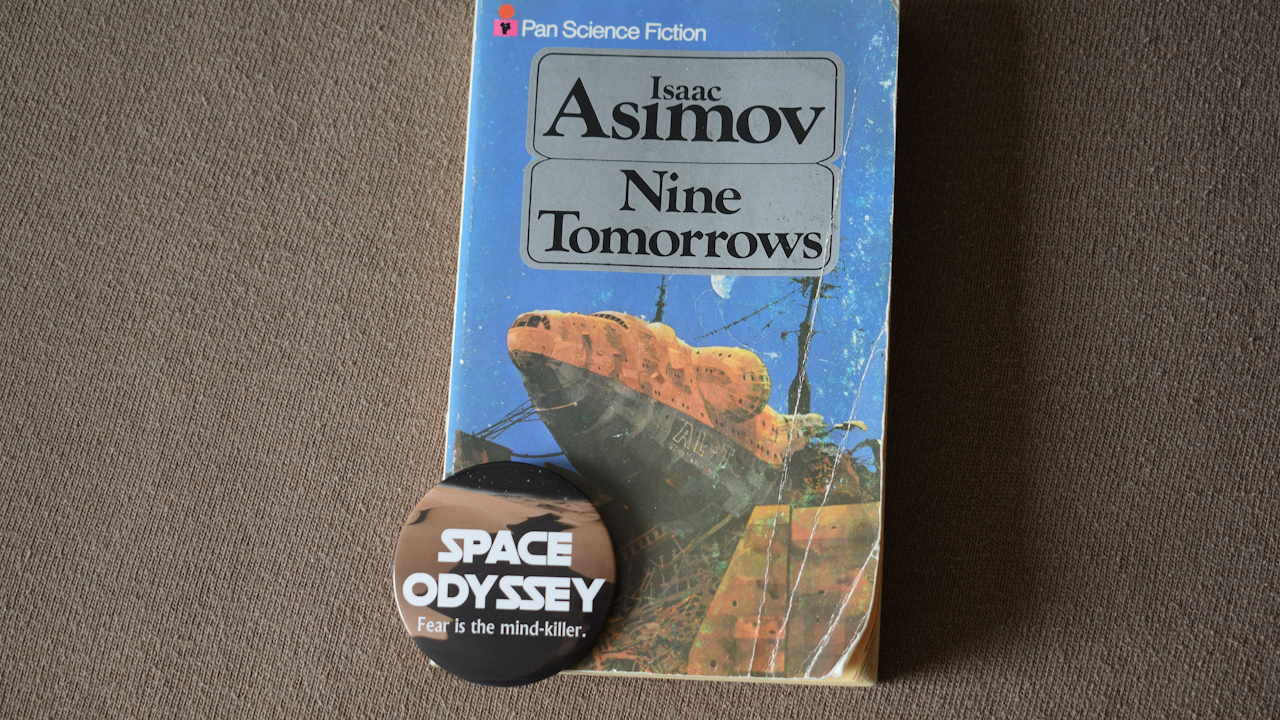 Pan Science Fiction
Isaac
Asimov
Nine
Tomorrows
SPACE
ODYSSEY
Fear is the mind-killer.